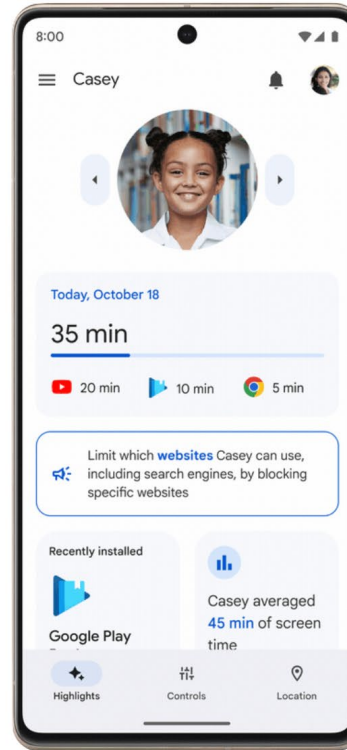 8:00
Casey
Today, October 18
35 min
20 min
10 min
5 min
Limit which websites Casey can use,
including search engines, by blocking
specific websites
Recently installed
Google Play
Casey averaged
45 min of screen
time
Highlights
Controls
Location